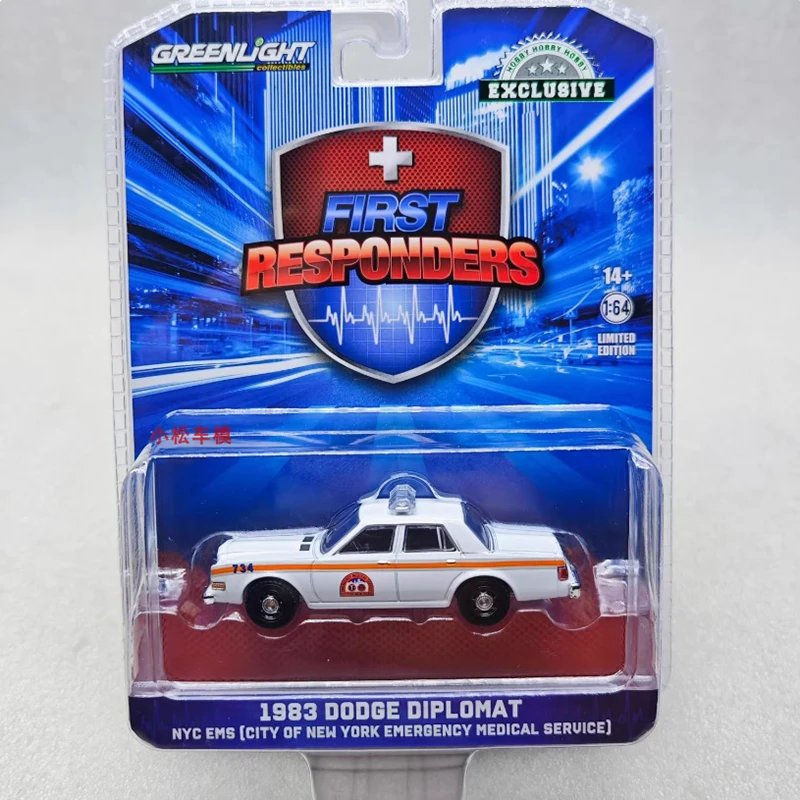 GREENLIGHT
collectibles
HOBBY HOBBY HOBBY
EXCLUSIVE
FIRST
RESPONDERS
14+
1:64
LIMITED
EDITION
小松车模
734
1983 DODGE DIPLOMAT
NYC EMS (CITY OF NEW YORK EMERGENCY MEDICAL SERVICE)